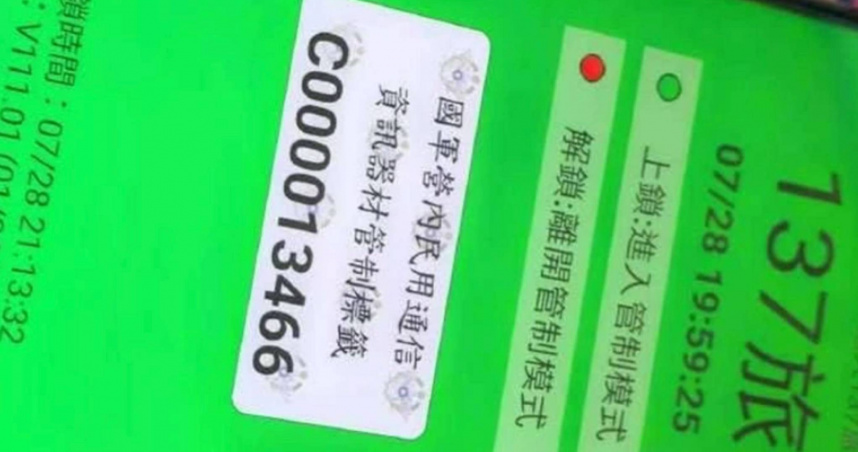 137旅
07/28 19:59:25
上鎖:進入管制模式
解鎖:離開管制模式
國軍營內民用通信
資訊器材管制標籤
C000013466
鎖時間：07/28 21:13:32
: V111.01